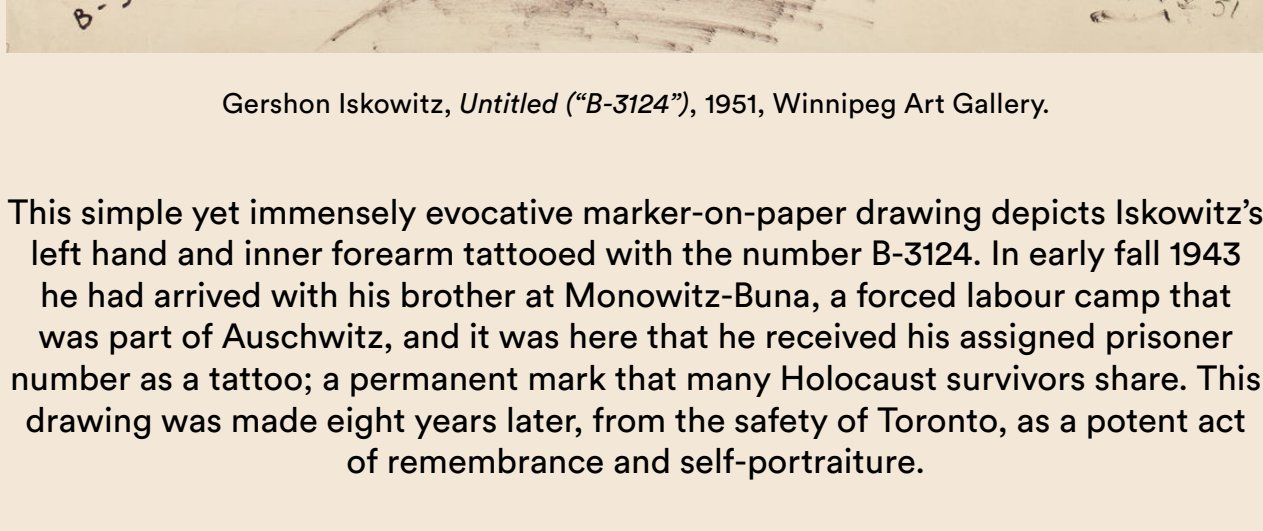 B-3
51
Gershon Iskowitz, Untitled (“B-3124”), 1951, Winnipeg Art Gallery.
This simple yet immensely evocative marker-on-paper drawing depicts Iskowitz’s
left hand and inner forearm tattooed with the number B-3124. In early fall 1943
he had arrived with his brother at Monowitz-Buna, a forced labour camp that
was part of Auschwitz, and it was here that he received his assigned prisoner
number as a tattoo; a permanent mark that many Holocaust survivors share. This
drawing was made eight years later, from the safety of Toronto, as a potent act
of remembrance and self-portraiture.